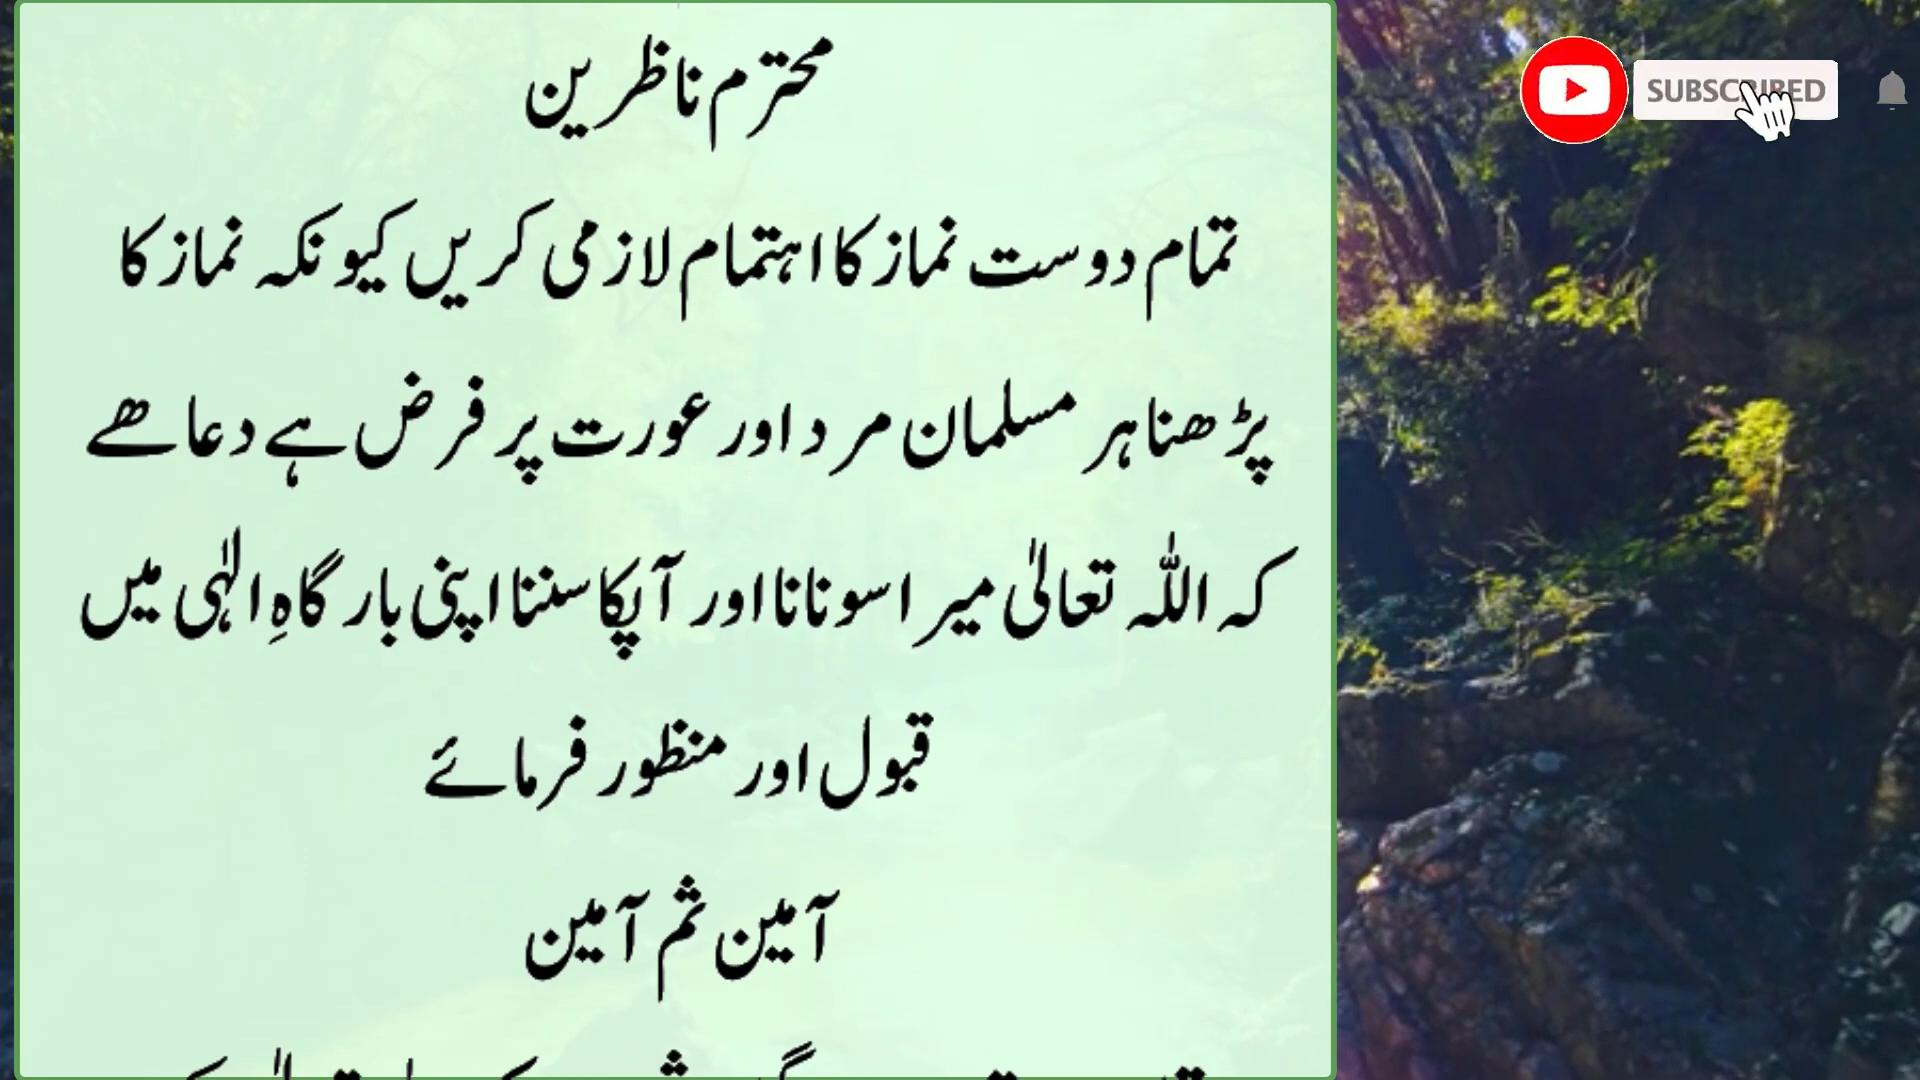 محترم ناظرین
تمام دوست نماز کا اہتمام لازمی کریں کیونکہ نماز کا
پڑھنا ہر مسلمان مرد اور عورت پر فرض ہے دعا ھے
کہ اللہ تعالیٰ میرا سونانا اور آپکا سننا اپنی بارگاہِ الٰہی میں
قبول اور منظور فرمائے
آمین ثم آمین
SUBSCRIBED